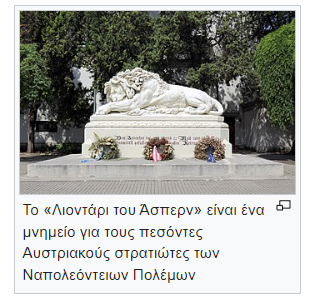 Το «Λιοντάρι του Άσπερν» είναι ένα
μνημείο για τους πεσόντες
Αυστριακούς στρατιώτες των
Ναπολεόντειων Πολέμων